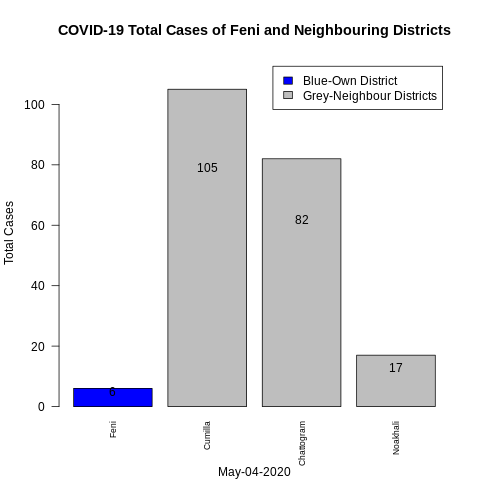 COVID-19 Total Cases of Feni and Neighbouring Districts
Blue-Own District
Grey-Neighbour Districts
Total Cases
100
80
60
40
20
0
6
105
82
17
Feni
Cumilla
Chattogram
Noakhali
May-04-2020